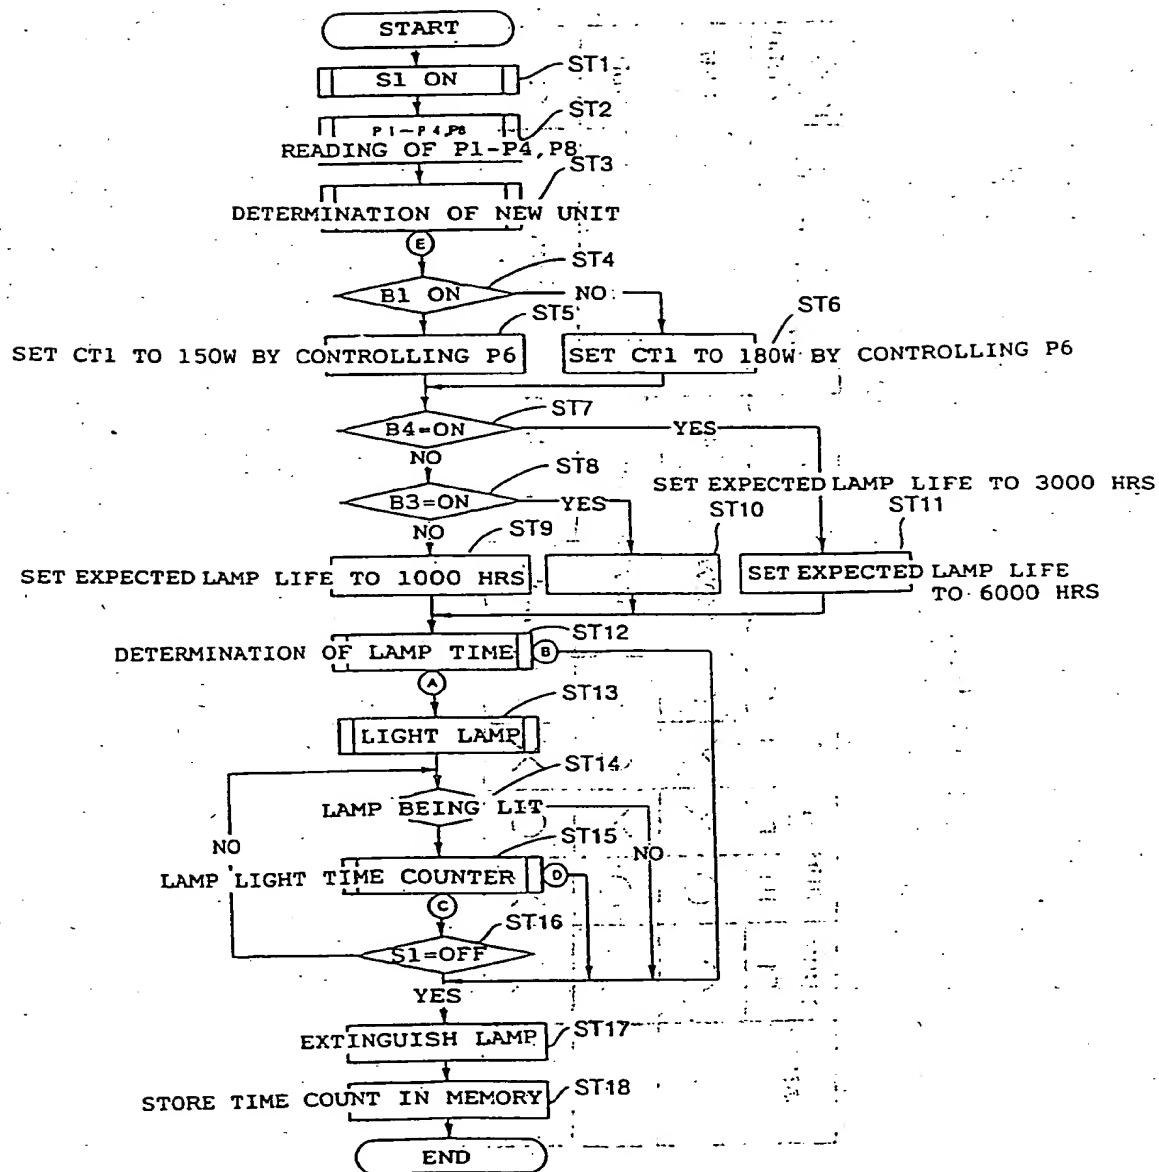 START
S1 ON
ST1
ST2
P1-P4,P8
READING OF P1-P4,P8
ST3
DETERMINATION OF NEW UNIT
E
ST4
B1 ON
NO
ST5
ST6
SET CT1 TO 150W BY CONTROLLING P6
SET CT1 TO 180W BY CONTROLLING P6
ST7
B4=ON
YES
NO
ST8
B3=ON
YES
SET EXPECTED LAMP LIFE TO 3000 HRS
NO
ST9
ST10
ST11
SET EXPECTED LAMP LIFE TO 1000 HRS
SET EXPECTED LAMP LIFE
TO 6000 HRS
ST12
DETERMINATION OF LAMP TIME
B
A
ST13
LIGHT LAMP
ST14
LAMP BEING LIT
NO
ST15
NO
LAMP LIGHT TIME COUNTER
D
C
ST16
S1=OFF
YES
EXTINGUISH LAMP
ST17
STORE TIME COUNT IN MEMORY
ST18
END